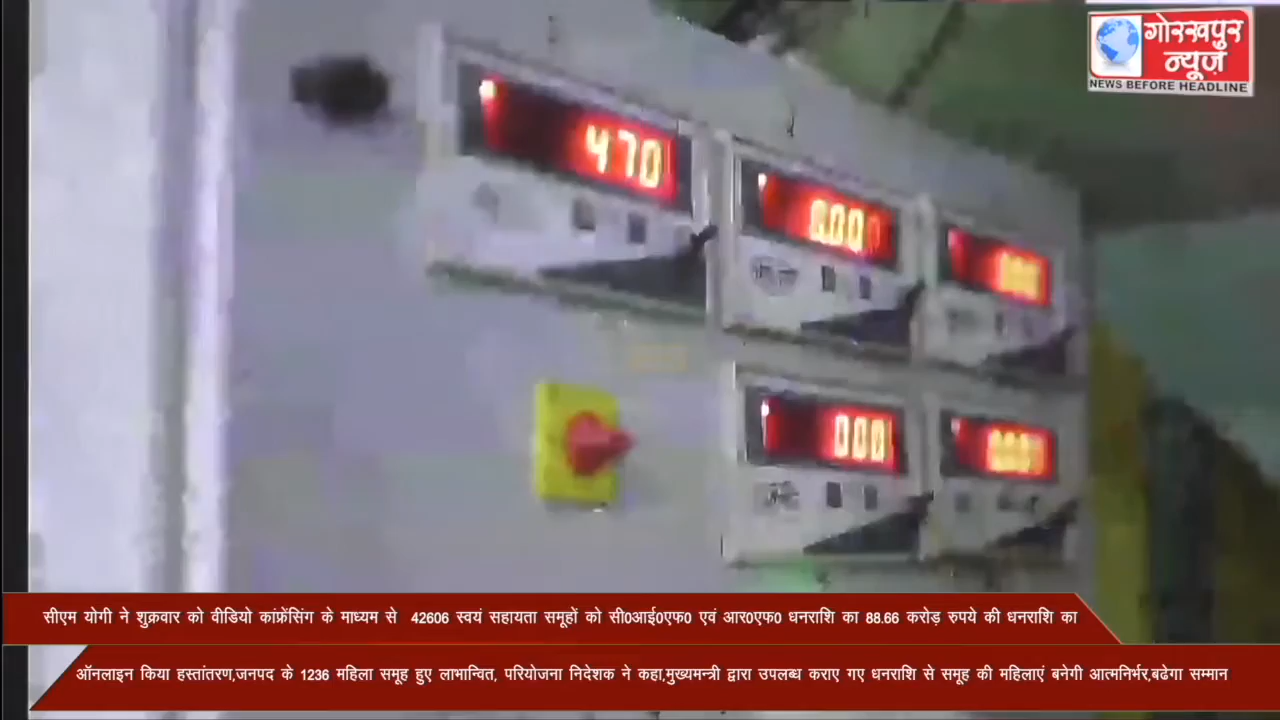 गोरखपुर
न्यूज़
NEWS BEFORE HEADLINE
470
000
सीएम योगी ने शुक्रवार को वीडियो कांफ्रेंसिंग के माध्यम से 42606 स्वयं सहायता समूहों को सी0आई0एफ0 एवं आर0एफ0 धनराशि का 88.66 करोड़ रुपये की धनराशि का
ऑनलाइन किया हस्तांतरण,जनपद के 1236 महिला समूह हुए लाभान्वित, परियोजना निदेशक ने कहा,मुख्यमन्त्री द्वारा उपलब्ध कराए गए धनराशि से समूह की महिलाएं बनेगी आत्मनिर्भर,बढेगा सम्मान